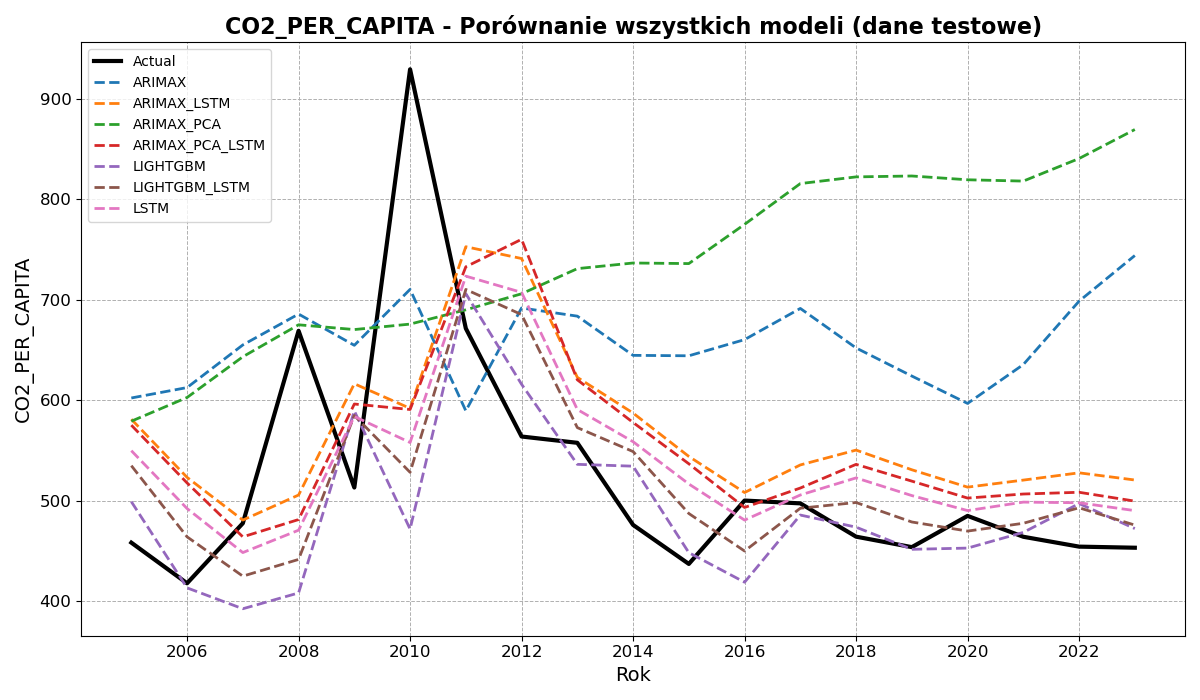 CO2_PER_CAPITA - Porównanie wszystkich modeli (dane testowe)
Actual
ARIMAX
ARIMAX_LSTM
ARIMAX_PCA
ARIMAX_PCA_LSTM
LIGHTGBM
LIGHTGBM_LSTM
LSTM
CO2_PER_CAPITA
900
800
700
600
500
400
2006 2008 2010 2012 2014 2016 2018 2020 2022
Rok